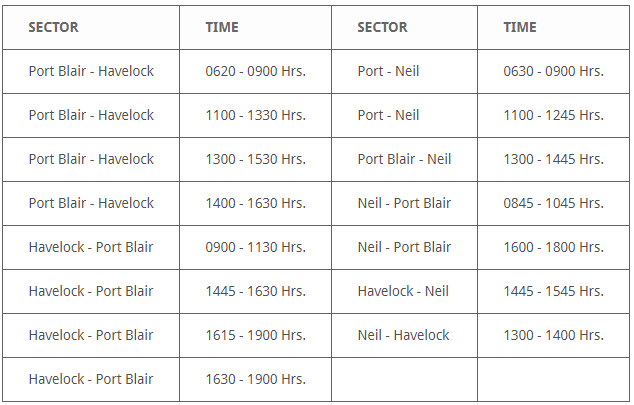 SECTOR TIME SECTOR TIME
Port Blair - Havelock 0620 - 0900 Hrs. Port - Neil 0630 - 0900 Hrs.
Port Blair - Havelock 1100 - 1330 Hrs. Port - Neil 1100 - 1245 Hrs.
Port Blair - Havelock 1300 - 1530 Hrs. Port Blair - Neil 1300 - 1445 Hrs.
Port Blair - Havelock 1400 - 1630 Hrs. Neil - Port Blair 0845 - 1045 Hrs.
Havelock - Port Blair 0900 - 1130 Hrs. Neil - Port Blair 1600 - 1800 Hrs.
Havelock - Port Blair 1445 - 1630 Hrs. Havelock - Neil 1445 - 1545 Hrs.
Havelock - Port Blair 1615 - 1900 Hrs. Neil - Havelock 1300 - 1400 Hrs.
Havelock - Port Blair 1630 - 1900 Hrs.